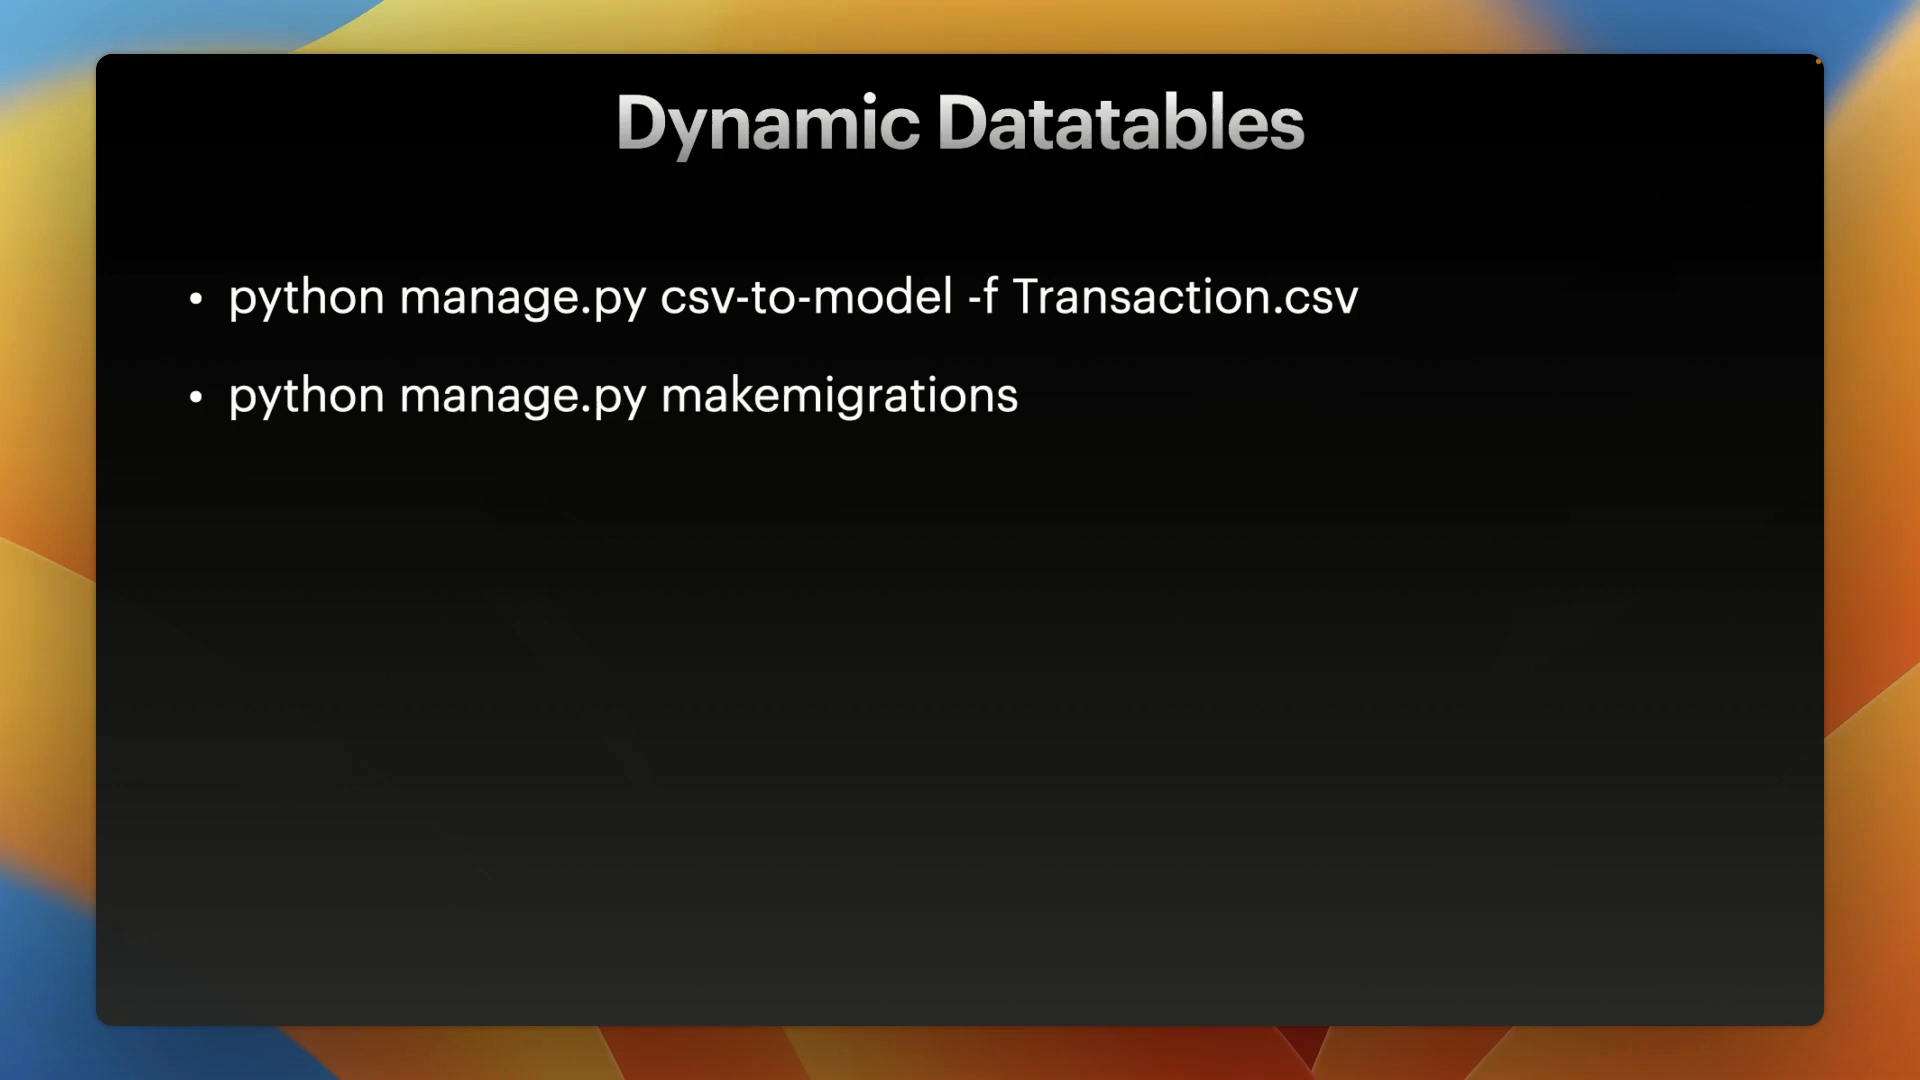 Dynamic Datatables
• python manage.py csv-to-model -f Transaction.csv
• python manage.py makemigrations